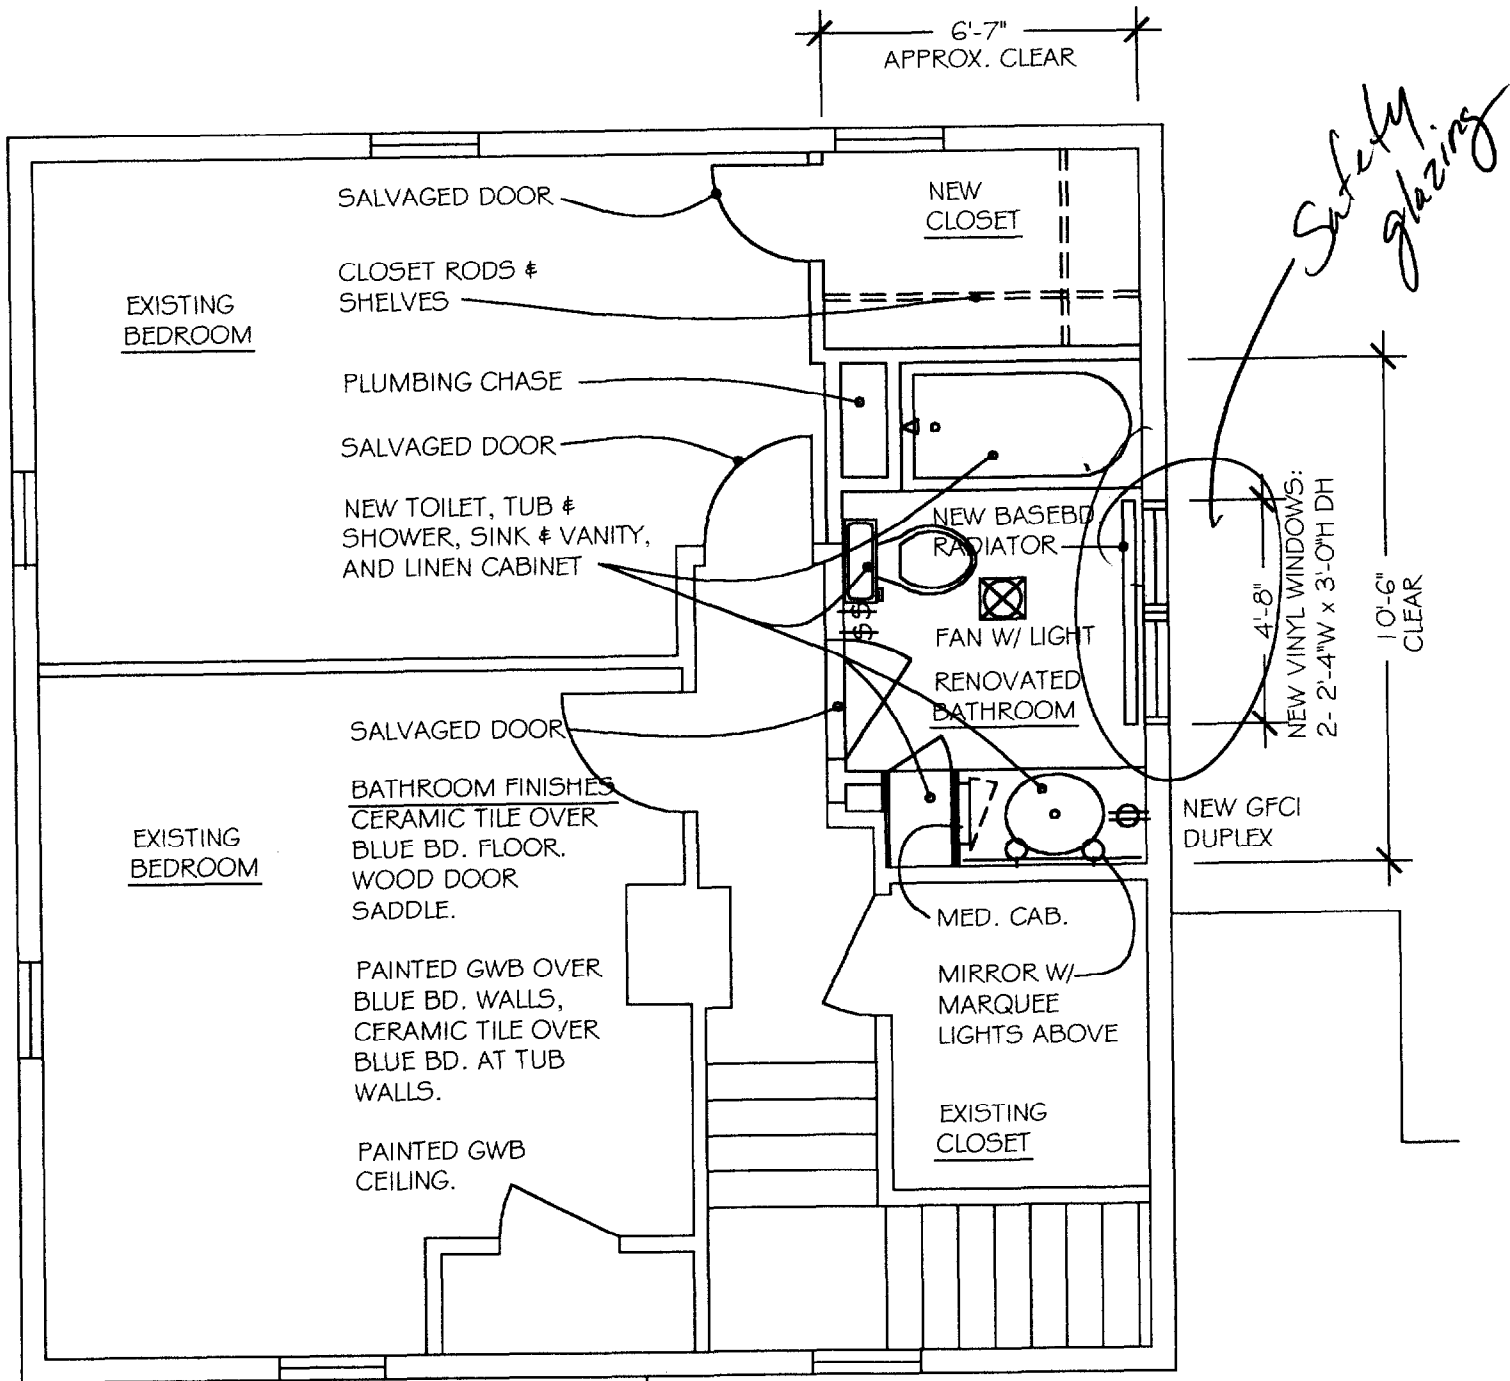 6'-7"
APPROX. CLEAR
Safety
glazing
SALVAGED DOOR
NEW
CLOSET
CLOSET RODS &
SHELVES
EXISTING
BEDROOM
PLUMBING CHASE
SALVAGED DOOR
NEW TOILET, TUB &
SHOWER, SINK & VANITY,
AND LINEN CABINET
NEW BASEBD
RADIATOR
$$
FAN W/ LIGHT
RENOVATED
BATHROOM
4'-8"
NEW VINYL WINDOWS:
2- 2'-4"W x 3'-0"H DH
10'-6"
CLEAR
SALVAGED DOOR
BATHROOM FINISHES
CERAMIC TILE OVER
BLUE BD. FLOOR.
WOOD DOOR
SADDLE.
EXISTING
BEDROOM
NEW GFCI
DUPLEX
MED. CAB.
PAINTED GWB OVER
BLUE BD. WALLS,
CERAMIC TILE OVER
BLUE BD. AT TUB
WALLS.
MIRROR W/
MARQUEE
LIGHTS ABOVE
PAINTED GWB
CEILING.
EXISTING
CLOSET